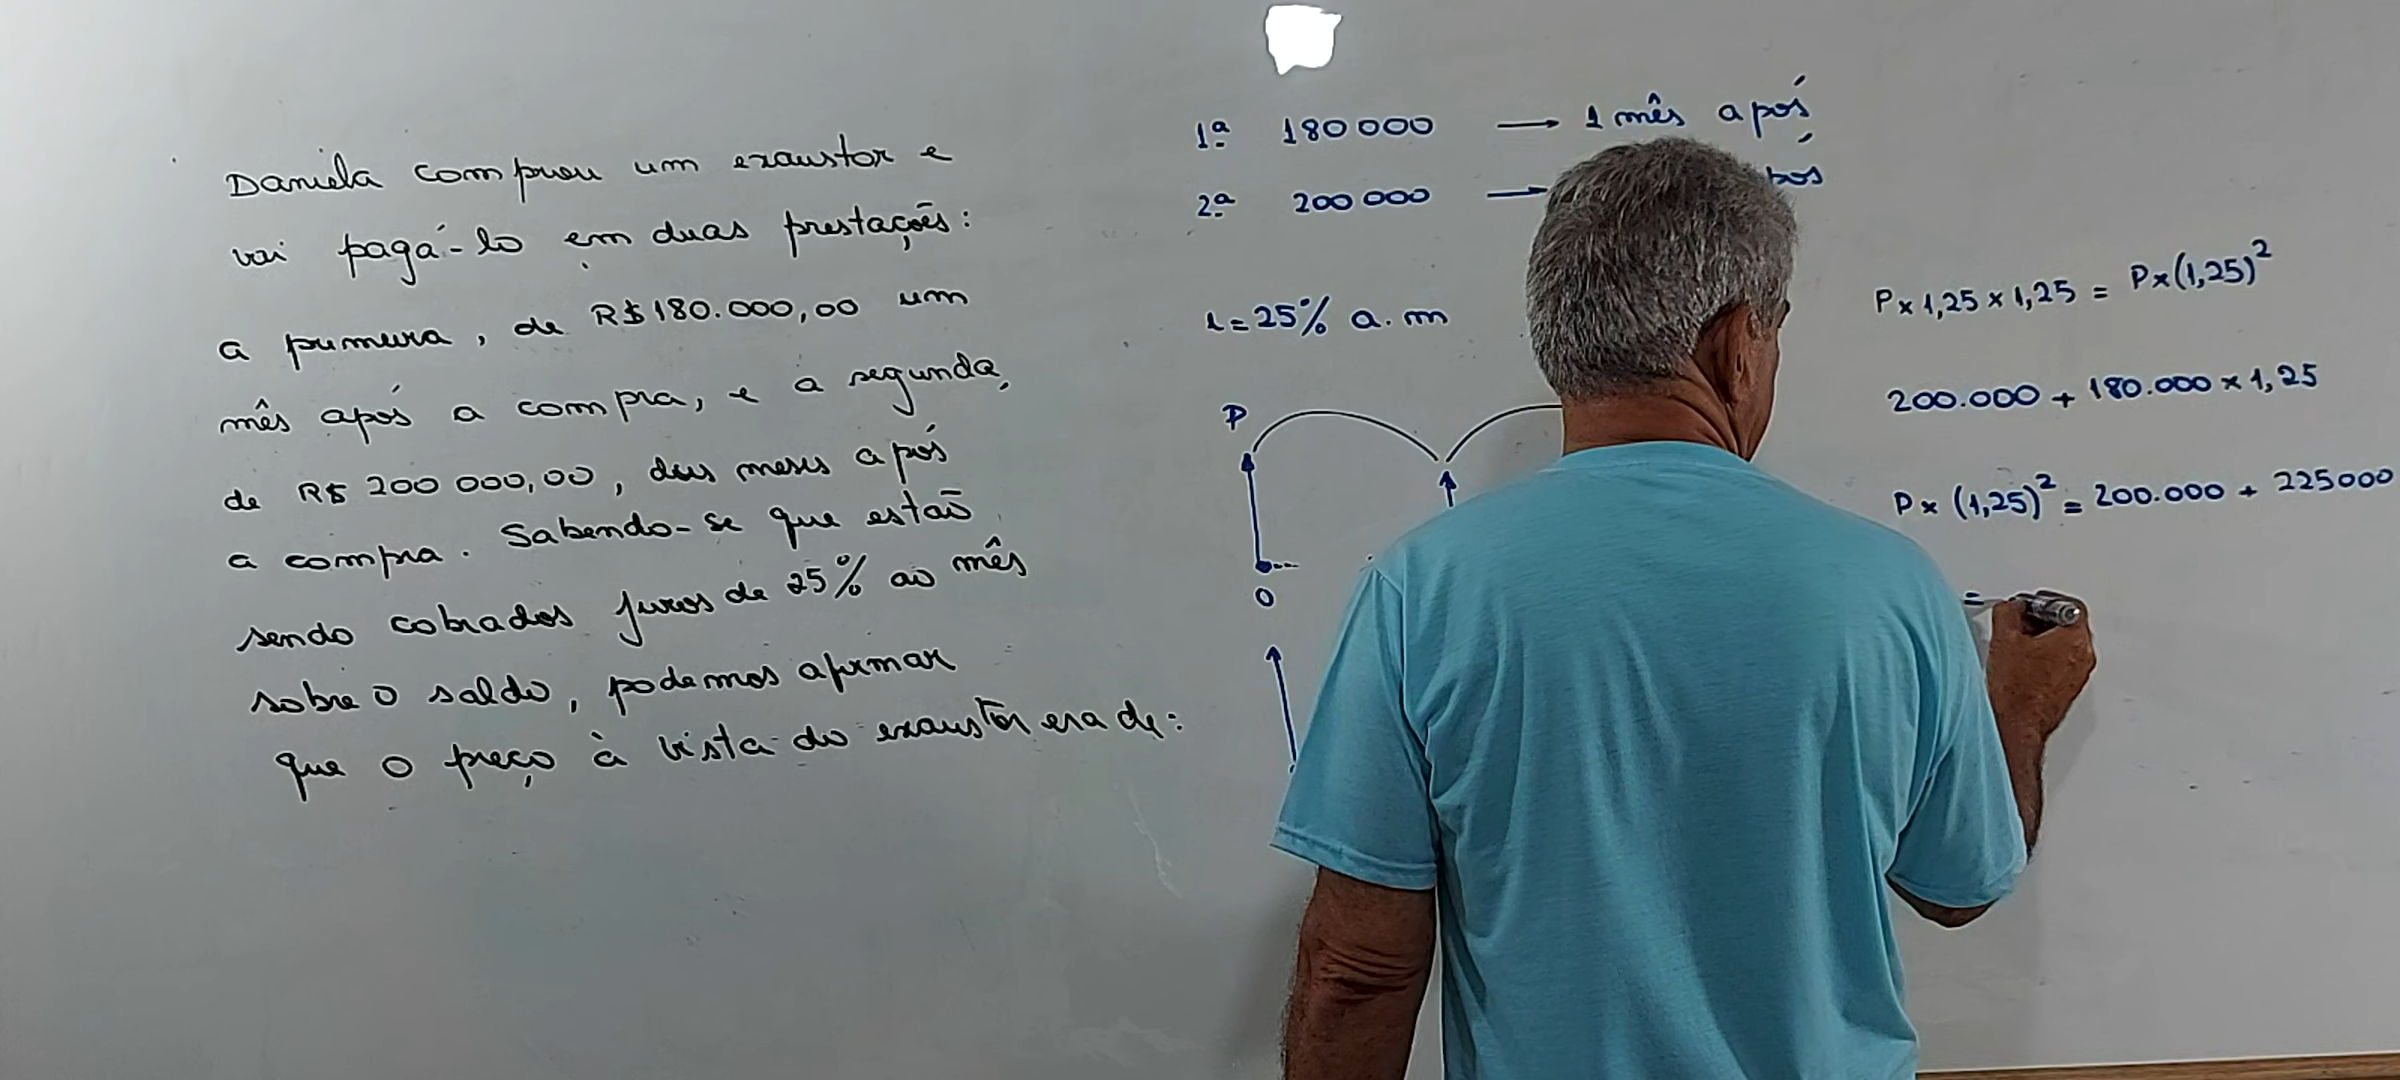 Daniela comprou um exaustor e
vai pagá-lo em duas prestações:
a primeira, de R$ 180.000,00 um
mês após a compra, e a segunda,
de R$ 200 000,00, dois meses após
a compra. Sabendo-se que estão
sendo cobrados juros de 25% ao mês
sobre o saldo, podemos afirmar
que o preço à vista do exaustor era de:
1ª 180 000 → 1 mês após
2ª 200 000 →
i = 25% a.m
P
0
P x 1,25 x 1,25 = P x (1,25)²
200.000 + 180.000 x 1,25
P x (1,25)² = 200.000 + 225000
=